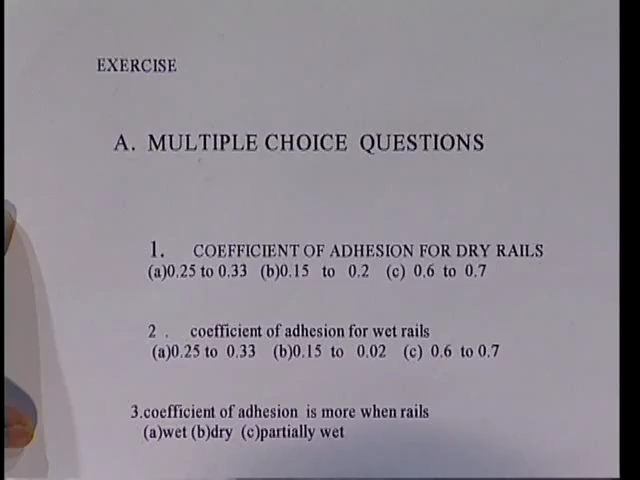 EXERCISE
A. MULTIPLE CHOICE QUESTIONS
1. COEFFICIENT OF ADHESION FOR DRY RAILS
(a)0.25 to 0.33 (b)0.15 to 0.2 (c) 0.6 to 0.7
2 . coefficient of adhesion for wet rails
(a)0.25 to 0.33 (b)0.15 to 0.02 (c) 0.6 to 0.7
3.coefficient of adhesion is more when rails
(a)wet (b)dry (c)partially wet